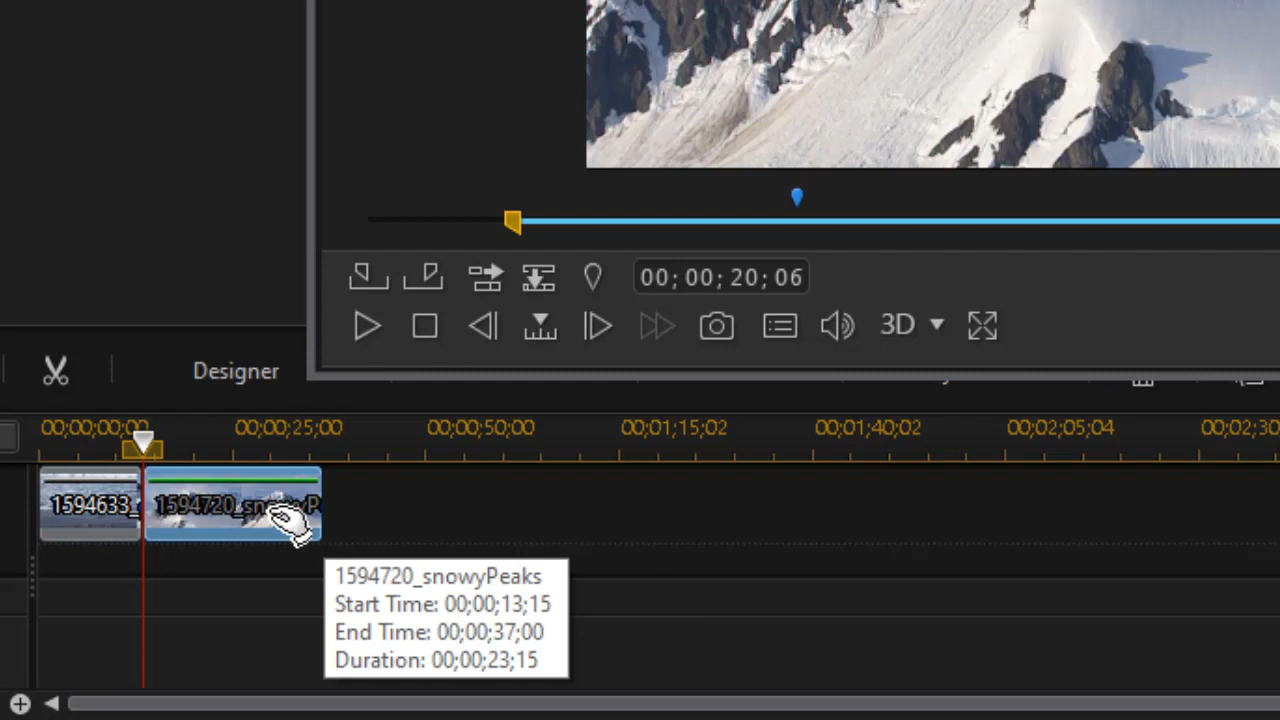 00; 00; 20; 06
3D
Designer
00;00;00;00
00;00;25;00
00;00;50;00
00;01;15;02
00;01;40;02
00;02;05;04
00;02;30
1594633_
1594720_snowyP
1594720_snowyPeaks
Start Time: 00;00;13;15
End Time: 00;00;37;00
Duration: 00;00;23;15